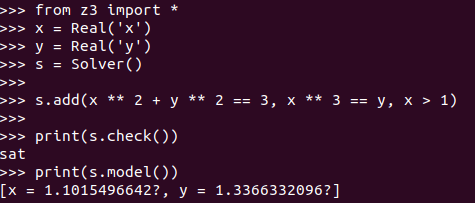 >>> from z3 import *
>>> x = Real('x')
>>> y = Real('y')
>>> s = Solver()
>>>
>>> s.add(x ** 2 + y ** 2 == 3, x ** 3 == y, x > 1)
>>>
>>> print(s.check())
sat
>>> print(s.model())
[x = 1.1015496642?, y = 1.3366332096?]